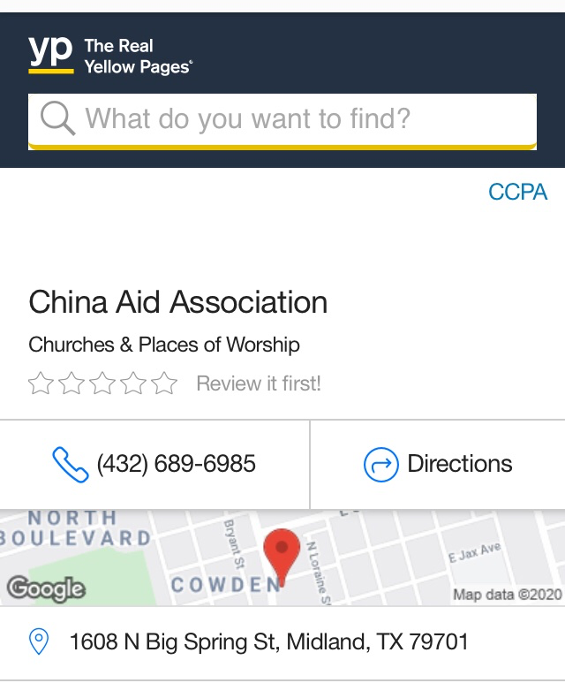 yp The Real
Yellow Pages
What do you want to find?
CCPA
China Aid Association
Churches & Places of Worship
Review it first!
(432) 689-6985
Directions
NORTH
BOULEVARD
Bryant St
N Loraine S
E Jax Ave
COWDEN
Google
Map data ©2020
1608 N Big Spring St, Midland, TX 79701